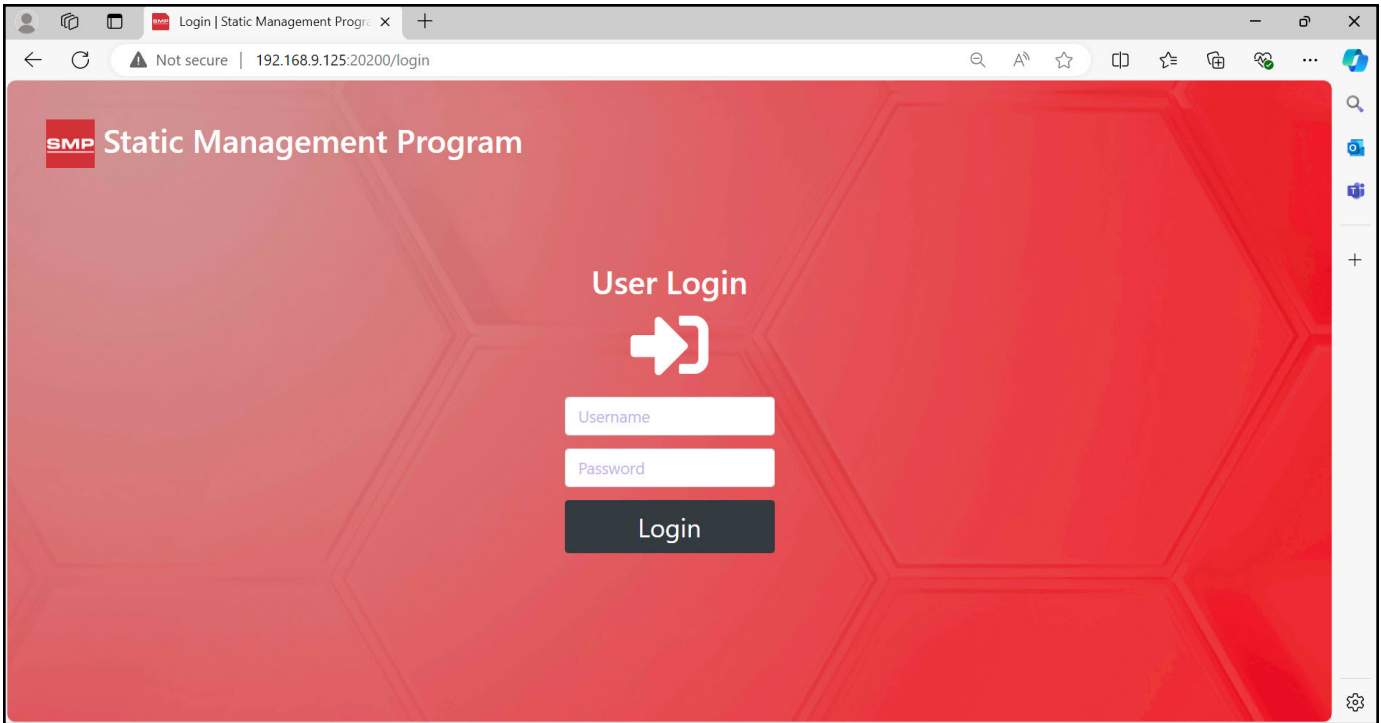 Login | Static Management Progra
Not secure | 192.168.9.125:20200/login
SMP Static Management Program
User Login
Username
Password
Login